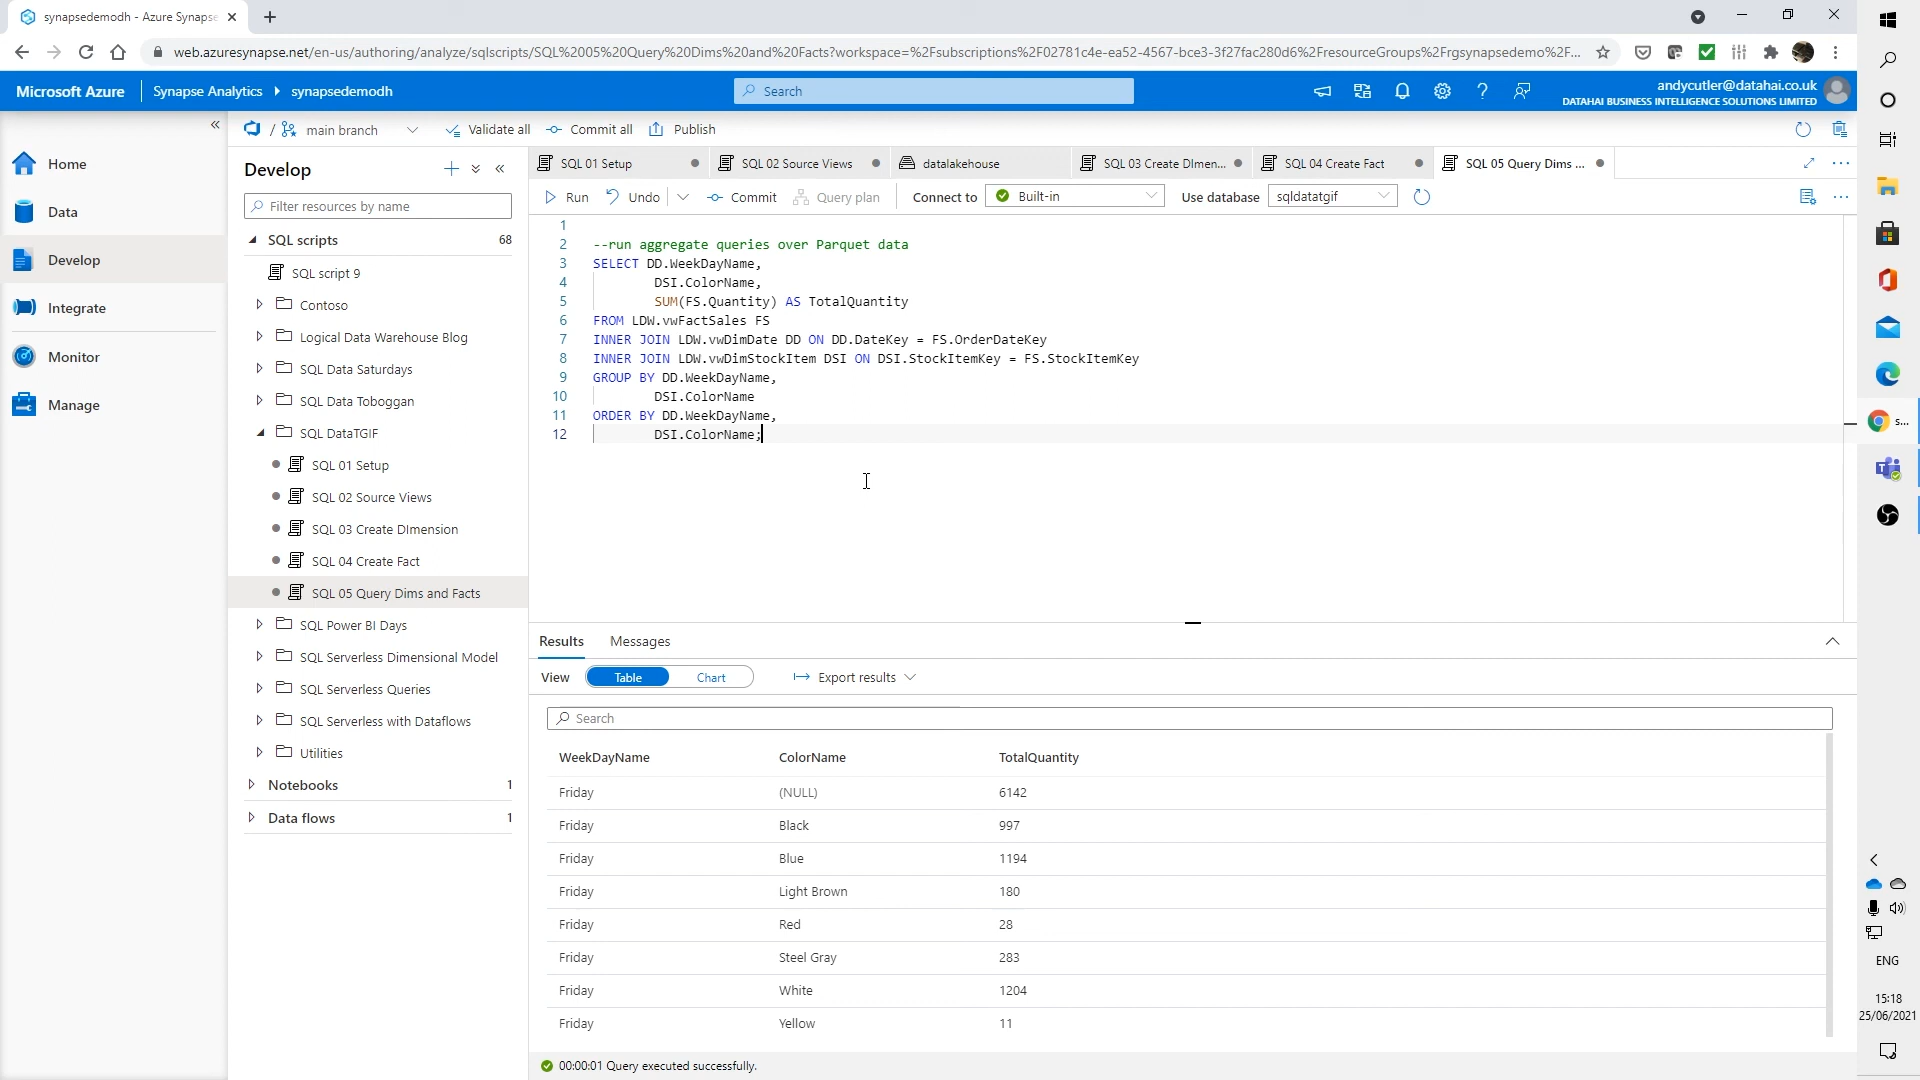 synapsedemodh - Azure Synapse
web.azuresynapse.net/en-us/authoring/analyze/sqlscripts/SQL%2005%20Query%20Dims%20and%20Facts?workspace=%2Fsubscriptions%2F02781c4e-ea52-4567-bce3-3f27fac280d6%2FresourceGroups%2Frgsynapsedemo%2F...
Microsoft Azure
Synapse Analytics
synapsedemodh
Search
andycutler@datahai.co.uk
DATAHAI BUSINESS INTELLIGENCE SOLUTIONS LIMITED
main branch
Validate all
Commit all
Publish
Home
Data
Develop
Integrate
Monitor
Manage
Develop
Filter resources by name
SQL scripts 68
SQL script 9
Contoso
Logical Data Warehouse Blog
SQL Data Saturdays
SQL Data Toboggan
SQL DataTGIF
SQL 01 Setup
SQL 02 Source Views
SQL 03 Create DImension
SQL 04 Create Fact
SQL 05 Query Dims and Facts
SQL Power BI Days
SQL Serverless Dimensional Model
SQL Serverless Queries
SQL Serverless with Dataflows
Utilities
Notebooks 1
Data flows 1
SQL 01 Setup
SQL 02 Source Views
datalakehouse
SQL 03 Create DImen...
SQL 04 Create Fact
SQL 05 Query Dims ...
Run
Undo
Commit
Query plan
Connect to
Built-in
Use database
sqldatatgif
1
2 --run aggregate queries over Parquet data
3 SELECT DD.WeekDayName,
4 DSI.ColorName,
5 SUM(FS.Quantity) AS TotalQuantity
6 FROM LDW.vwFactSales FS
7 INNER JOIN LDW.vwDimDate DD ON DD.DateKey = FS.OrderDateKey
8 INNER JOIN LDW.vwDimStockItem DSI ON DSI.StockItemKey = FS.StockItemKey
9 GROUP BY DD.WeekDayName,
10 DSI.ColorName
11 ORDER BY DD.WeekDayName,
12 DSI.ColorName;
Results
Messages
View
Table
Chart
Export results
Search
WeekDayName ColorName TotalQuantity
Friday (NULL) 6142
Friday Black 997
Friday Blue 1194
Friday Light Brown 180
Friday Red 28
Friday Steel Gray 283
Friday White 1204
Friday Yellow 11
00:00:01 Query executed successfully.
s...
ENG
15:18
25/06/2021